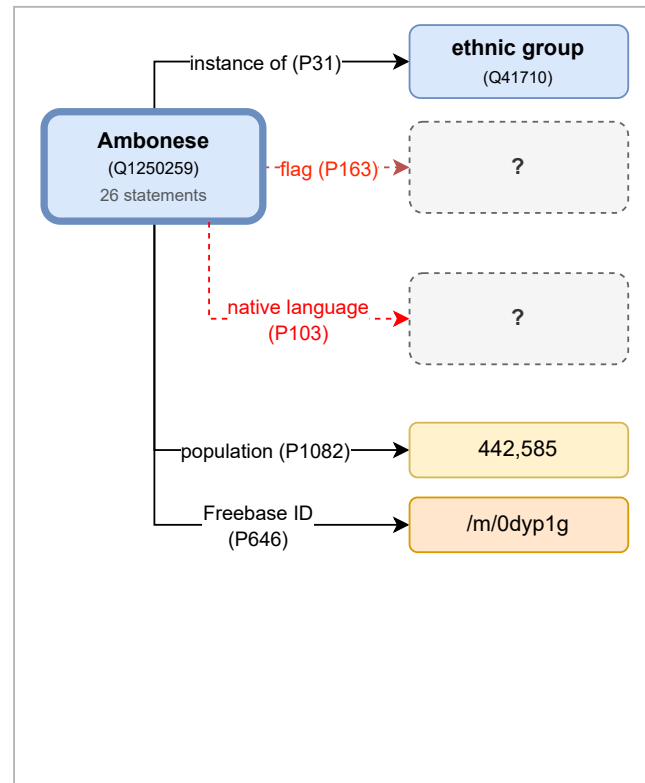 instance of (P31)
ethnic group
(Q41710)
Ambonese
(Q1250259)
26 statements
flag (P163)
?
native language
(P103)
?
population (P1082)
442,585
Freebase ID
(P646)
/m/0dyp1g